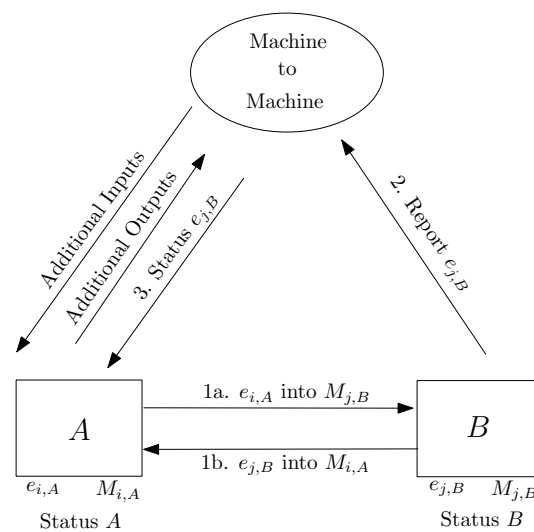 Machine
to
Machine
Additional Inputs
Additional Outputs
3. Status e_{j,B}
2. Report e_{j,B}
1a. e_{i,A} into M_{j,B}
A
B
1b. e_{j,B} into M_{i,A}
e_{i,A} M_{i,A}
e_{j,B} M_{j,B}
Status A
Status B